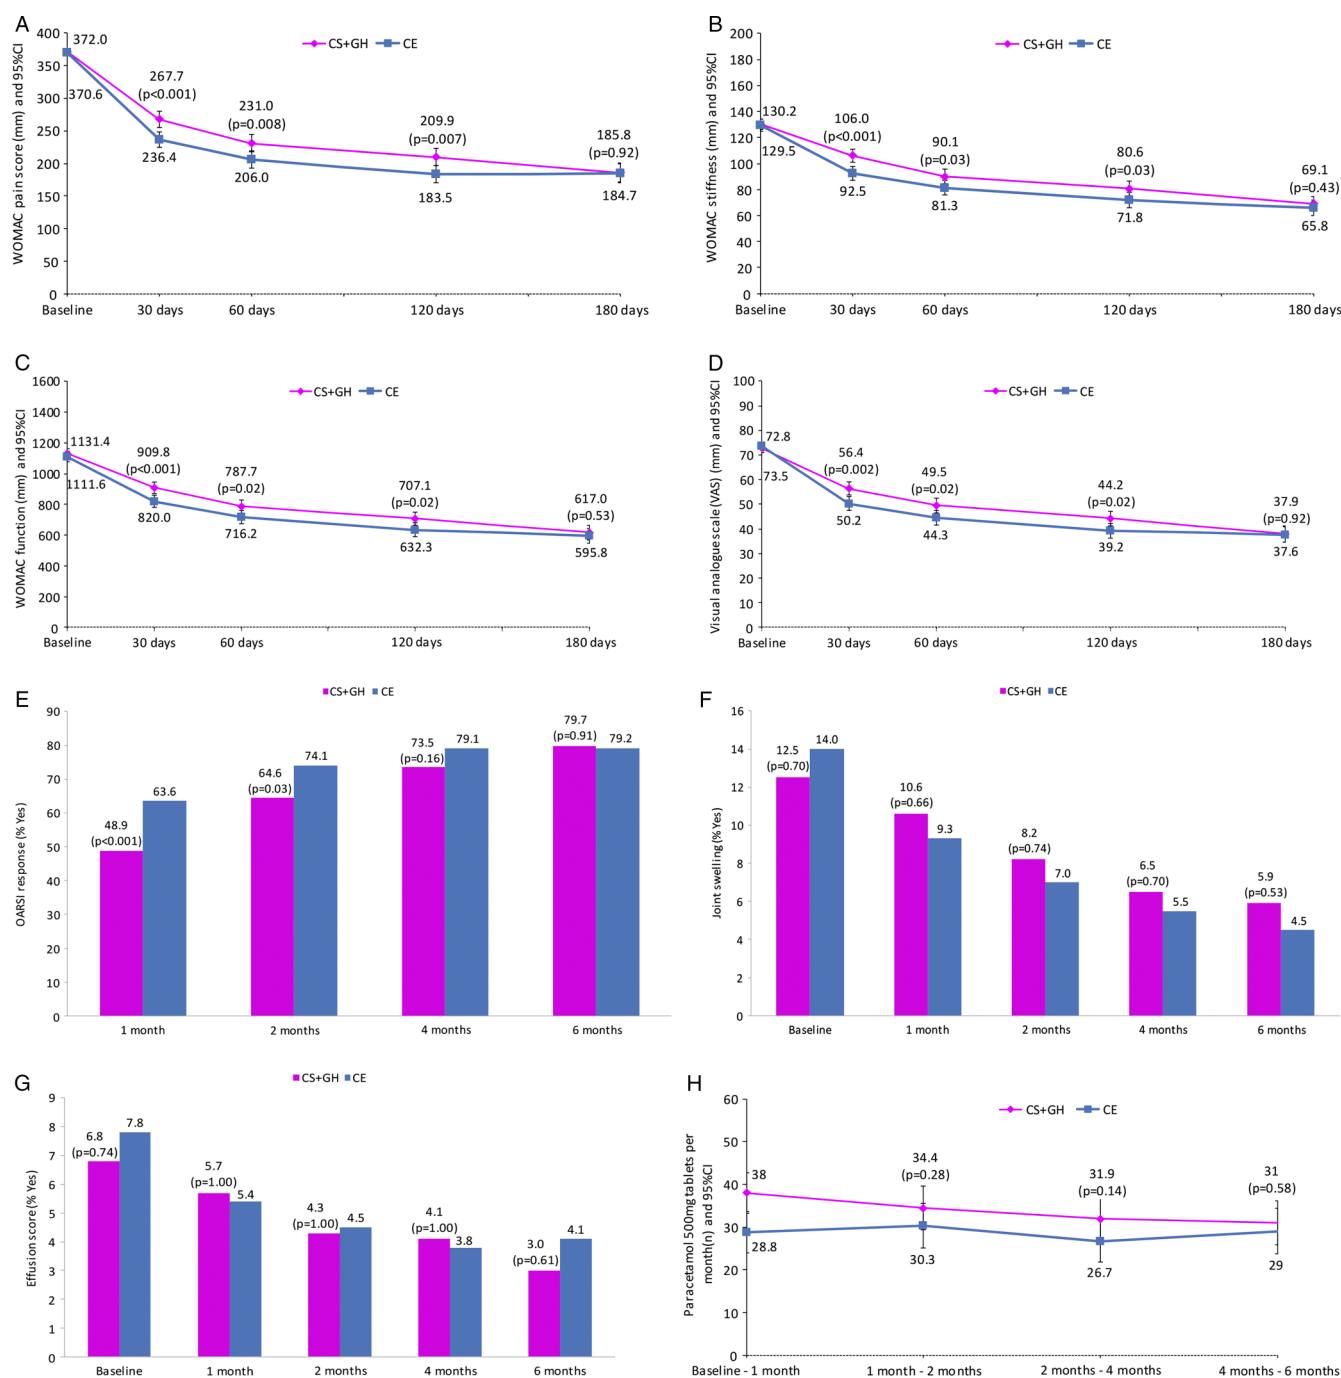 A
WOMAC pain score (mm) and 95%CI
CS+GH CE
400
350
300
250
200
150
100
50
0
372.0
370.6
267.7
(p<0.001)
236.4
231.0
(p=0.008)
206.0
209.9
(p=0.007)
183.5
185.8
(p=0.92)
184.7
Baseline 30 days 60 days 120 days 180 days
B
WOMAC stiffness (mm) and 95%CI
CS+GH CE
200
180
160
140
120
100
80
60
40
20
0
130.2
129.5
106.0
(p<0.001)
92.5
90.1
(p=0.03)
81.3
80.6
(p=0.03)
71.8
69.1
(p=0.43)
65.8
Baseline 30 days 60 days 120 days 180 days
C
WOMAC function (mm) and 95%CI
CS+GH CE
1600
1400
1200
1000
800
600
400
200
0
1131.4
1111.6
909.8
(p<0.001)
820.0
787.7
(p=0.02)
716.2
707.1
(p=0.02)
632.3
617.0
(p=0.53)
595.8
Baseline 30 days 60 days 120 days 180 days
D
Visual analogue scale (VAS) (mm) and 95%CI
CS+GH CE
100
90
80
70
60
50
40
30
20
10
0
72.8
73.5
56.4
(p=0.002)
50.2
49.5
(p=0.02)
44.3
44.2
(p=0.02)
39.2
37.9
(p=0.92)
37.6
Baseline 30 days 60 days 120 days 180 days
E
OARSI response (% Yes)
CS+GH CE
90
80
70
60
50
40
30
20
10
0
48.9
(p<0.001)
63.6
64.6
(p=0.03)
74.1
73.5
(p=0.16)
79.1
79.7
(p=0.91)
79.2
1 month 2 months 4 months 6 months
F
Joint swelling (% Yes)
CS+GH CE
16
14
12
10
8
6
4
2
0
12.5
(p=0.70)
14.0
10.6
(p=0.66)
9.3
8.2
(p=0.74)
7.0
6.5
(p=0.70)
5.5
5.9
(p=0.53)
4.5
Baseline 1 month 2 months 4 months 6 months
G
Effusion score (% Yes)
CS+GH CE
9
8
7
6
5
4
3
2
1
0
6.8
(p=0.74)
7.8
5.7
(p=1.00)
5.4
4.3
(p=1.00)
4.5
4.1
(p=1.00)
3.8
3.0
(p=0.61)
4.1
Baseline 1 month 2 months 4 months 6 months
H
Paracetamol 500mg tablets per
month(n) and 95%CI
CS+GH CE
60
50
40
30
20
10
0
38
28.8
34.4
(p=0.28)
30.3
31.9
(p=0.14)
26.7
31
(p=0.58)
29
Baseline - 1 month 1 month - 2 months 2 months - 4 months 4 months - 6 months